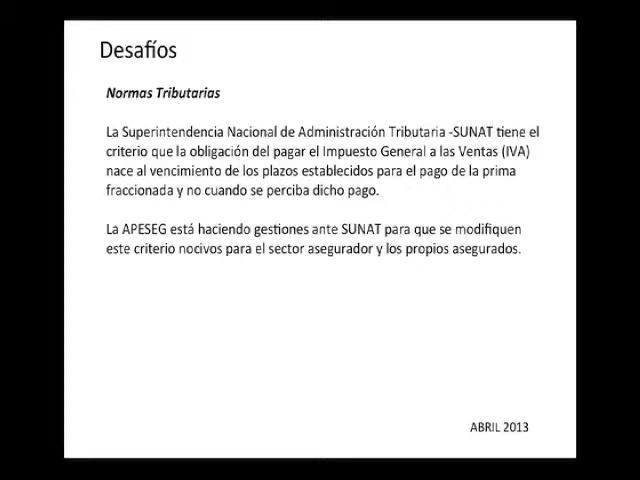 Desafíos
Normas Tributarias
La Superintendencia Nacional de Administración Tributaria -SUNAT tiene el
criterio que la obligación del pagar el Impuesto General a las Ventas (IVA)
nace al vencimiento de los plazos establecidos para el pago de la prima
fraccionada y no cuando se perciba dicho pago.
La APESEG está haciendo gestiones ante SUNAT para que se modifiquen
este criterio nocivos para el sector asegurador y los propios asegurados.
ABRIL 2013